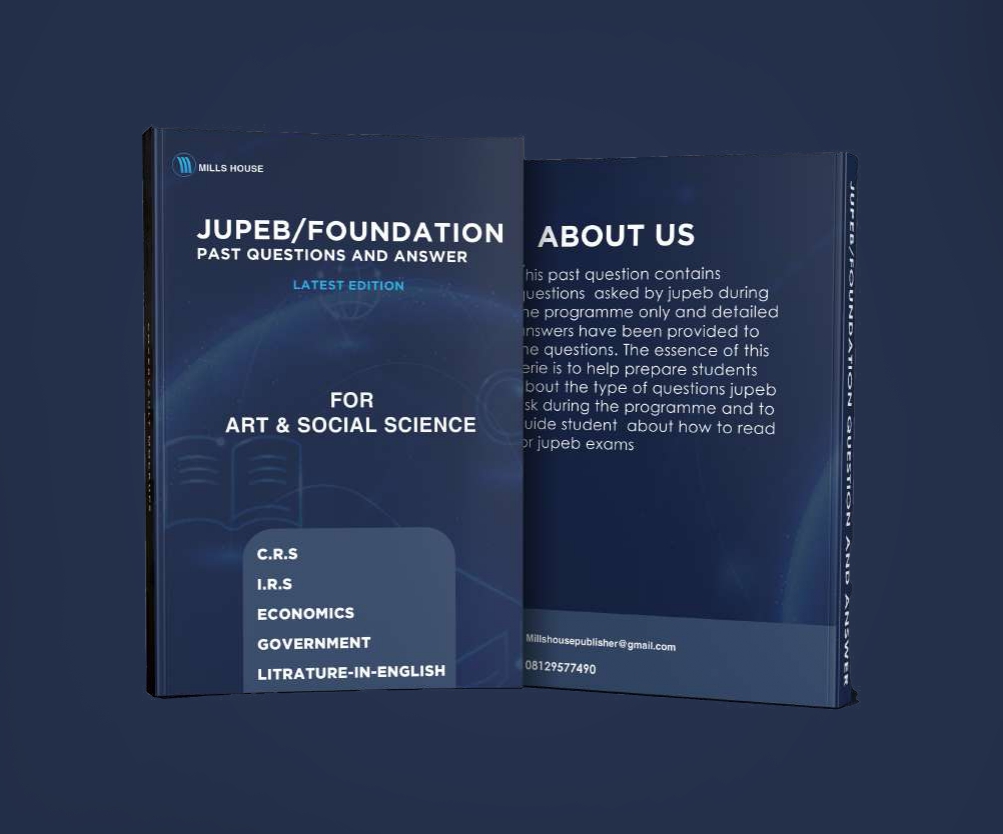 MILLS HOUSE
JUPEB/FOUNDATION
PAST QUESTIONS AND ANSWER
LATEST EDITION
FOR
ART & SOCIAL SCIENCE
C.R.S
I.R.S
ECONOMICS
GOVERNMENT
LITRATURE-IN-ENGLISH
ABOUT US
his past question contains
uestions asked by jupeb during
he programme only and detailed
nswers have been provided to
he questions. The essence of this
erie is to help prepare students
bout the type of questions jupeb
sk during the programme and to
uide student about how to read
or jupeb exams
Millshousepublisher@gmail.com
08129577490
JUPEB/FOUNDATION QUESTION AND ANSWER